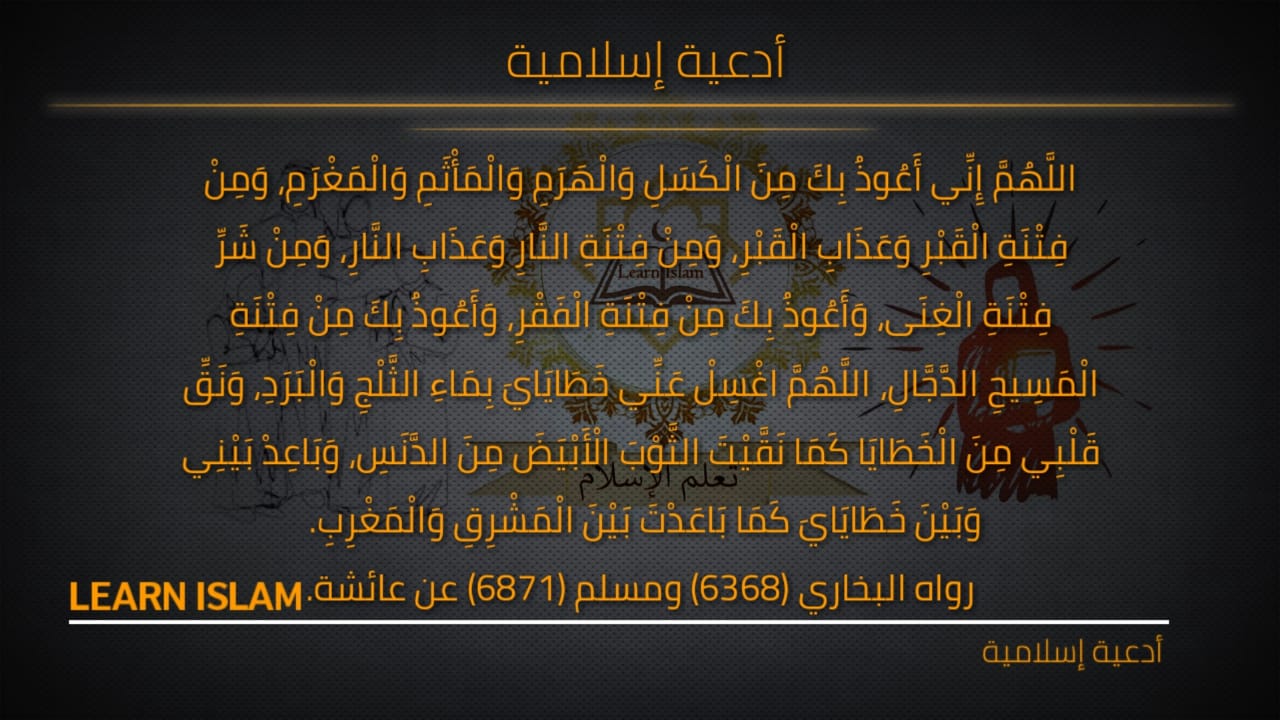 أدعية إسلامية
اللَّهُمَّ إِنِّي أَعُوذُ بِكَ مِنَ الْكَسَلِ وَالْهَرَمِ وَالْمَأْثَمِ وَالْمَغْرَمِ، وَمِنْ
فِتْنَةِ الْقَبْرِ وَعَذَابِ الْقَبْرِ، وَمِنْ فِتْنَةِ النَّارِ وَعَذَابِ النَّارِ، وَمِنْ شَرِّ
فِتْنَةِ الْغِنَى، وَأَعُوذُ بِكَ مِنْ فِتْنَةِ الْفَقْرِ، وَأَعُوذُ بِكَ مِنْ فِتْنَةِ
الْمَسِيحِ الدَّجَّالِ، اللَّهُمَّ اغْسِلْ عَنِّي خَطَايَايَ بِمَاءِ الثَّلْجِ وَالْبَرَدِ، وَنَقِّ
قَلْبِي مِنَ الْخَطَايَا كَمَا نَقَّيْتَ الثَّوْبَ الْأَبْيَضَ مِنَ الدَّنَسِ، وَبَاعِدْ بَيْنِي
وَبَيْنَ خَطَايَايَ كَمَا بَاعَدْتَ بَيْنَ الْمَشْرِقِ وَالْمَغْرِبِ.
رواه البخاري (6368) ومسلم (6871) عن عائشة.
LEARN ISLAM
أدعية إسلامية
Learn Islam
تعلم الإسلام